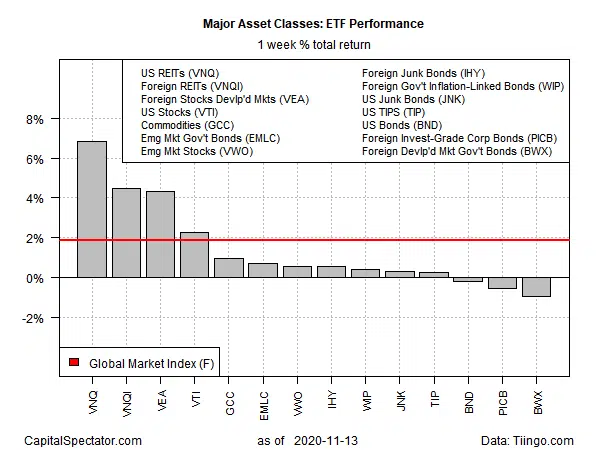 Major Asset Classes: ETF Performance
1 week % total return
US REITs (VNQ)
Foreign REITs (VNQI)
Foreign Stocks Devlp'd Mkts (VEA)
US Stocks (VTI)
Commodities (GCC)
Emg Mkt Gov't Bonds (EMLC)
Emg Mkt Stocks (VWO)
Foreign Junk Bonds (IHY)
Foreign Gov't Inflation-Linked Bonds (WIP)
US Junk Bonds (JNK)
US TIPS (TIP)
US Bonds (BND)
Foreign Invest-Grade Corp Bonds (PICB)
Foreign Devlp'd Mkt Gov't Bonds (BWX)
8%
6%
4%
2%
0%
-2%
Global Market Index (F)
VNQ VNQI VEA VTI GCC EMLC VWO IHY WIP JNK TIP BND PICB BWX
CapitalSpectator.com as of 2020-11-13 Data: Tiingo.com